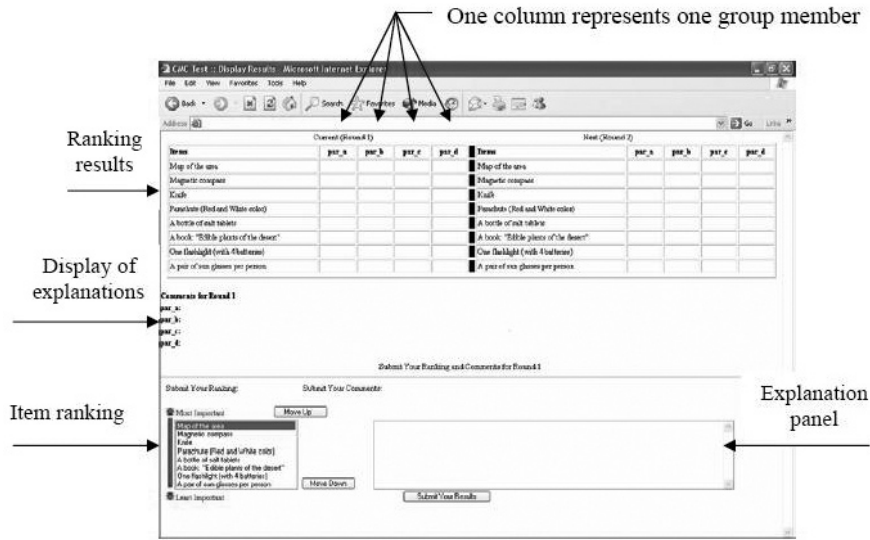 One column represents one group member
CMC Test :: Display Results - Microsoft Internet Explorer
File Edit View Favorites Tools Help
Back Search Favorites Media
Address Go Links »
Ranking results
Current (Round 1) Next (Round 2)
Items par_a par_b par_c par_d Items par_a par_b par_c par_d
Map of the area Map of the area
Magnetic compass Magnetic compass
Knife Knife
Parachute (Red and White color) Parachute (Red and White color)
A bottle of salt tablets A bottle of salt tablets
A book: "Edible plants of the desert" A book: "Edible plants of the desert"
One flashlight (with 4 batteries) One flashlight (with 4 batteries)
A pair of sun glasses per person A pair of sun glasses per person
Display of explanations
Comments for Round 1
par_a:
par_b:
par_c:
par_d:
Submit Your Ranking and Comments for Round 1
Submit Your Ranking: Submit Your Comments:
Item ranking
Explanation panel
Most Important Move Up
Map of the area
Magnetic compass
Knife
Parachute (Red and White color)
A bottle of salt tablets
A book: "Edible plants of the desert"
One flashlight (with 4 batteries)
A pair of sun glasses per person Move Down
Least Important Submit Your Results